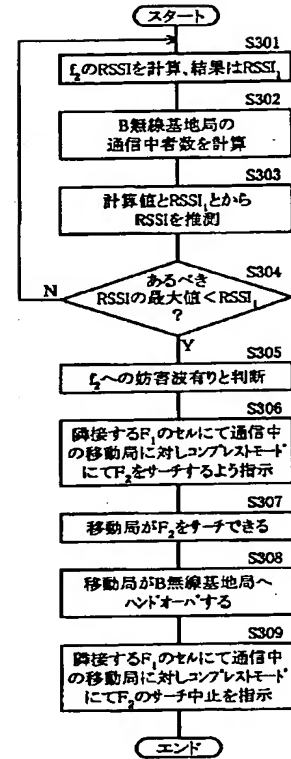 スタート
S301
f₂のRSSIを計算、結果はRSSI₁
S302
B無線基地局の
通信中者数を計算
S303
計算値とRSSI₁とから
RSSIを推測
S304
あるべき
RSSIの最大値<RSSI₁
?
N
Y
S305
f₂への妨害波有りと判断
S306
隣接するF₁のセルにて通信中
の移動局に対しコンプレストモード
にてF₂をサーチするよう指示
S307
移動局がF₂をサーチできる
S308
移動局がB無線基地局へ
ハンドオーバする
S309
隣接するF₁のセルにて通信中
の移動局に対しコンプレストモード
にてF₂のサーチ中止を指示
エンド